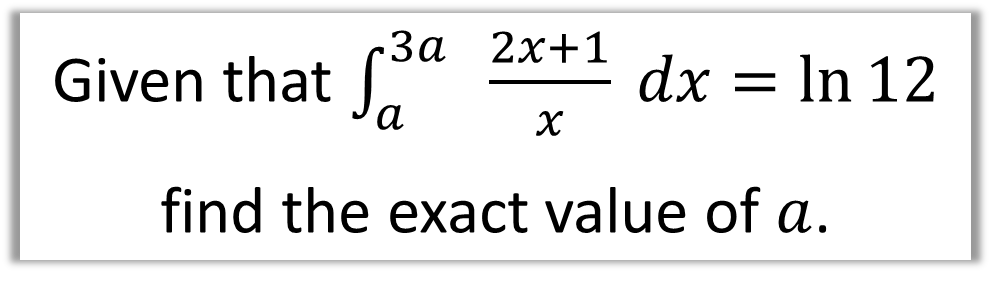 Given that ∫ₐ³ᵃ (2x+1)/x dx = ln 12
find the exact value of a.